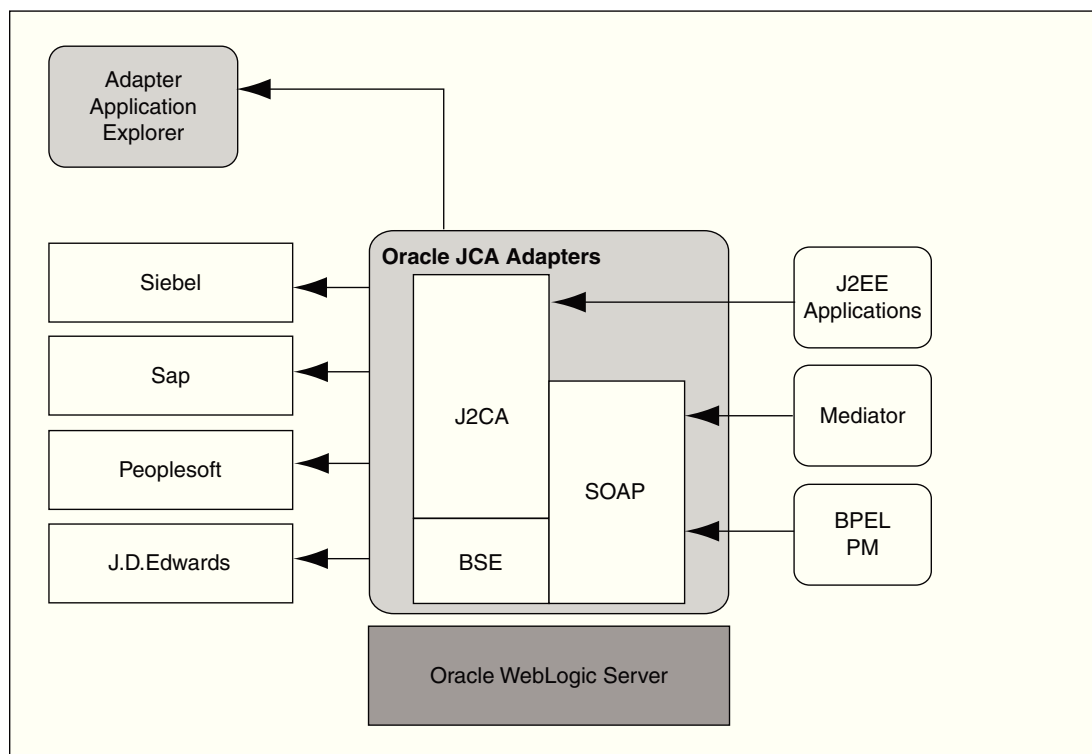 Adapter
Application
Explorer
Oracle JCA Adapters
Siebel
Sap
Peoplesoft
J.D.Edwards
J2CA
BSE
SOAP
J2EE
Applications
Mediator
BPEL
PM
Oracle WebLogic Server